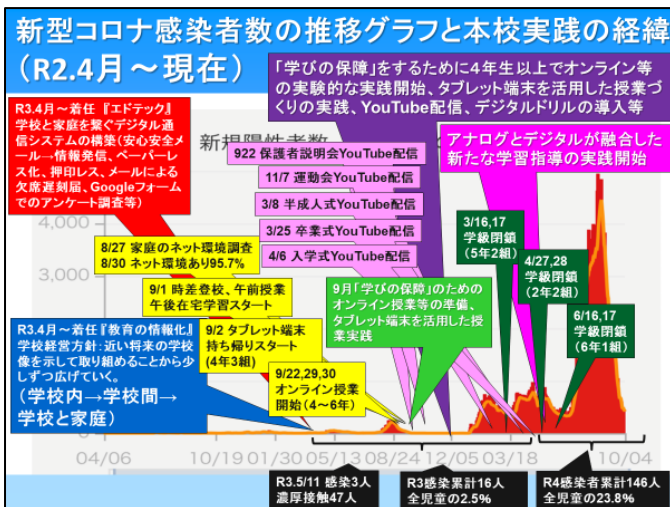 新型コロナ感染者数の推移グラフと本校実践の経緯
（R2.4月～現在）
「学びの保障」をするために４年生以上でオンライン等
の実験的な実践開始、タブレット端末を活用した授業づ
くりの実践、YouTube配信、デジタルドリルの導入等
R3.4月～着任『エドテック』
学校と家庭を繋ぐデジタル通
信システムの構築(安心安全メ
ール→情報発信、ペーパーレ
ス化、押印レス、メールによる
欠席遅刻届、Googleフォーム
でのアンケート調査等)
新規陽性者数
アナログとデジタルが融合した
新たな学習指導の実践開始
922 保護者説明会YouTube配信
11/7 運動会YouTube配信
3/8 半成人式YouTube配信
3/25 卒業式YouTube配信
4/6 入学式YouTube配信
4,000
3,000
0
8/27 家庭のネット環境調査
8/30 ネット環境あり95.7%
9/1 時差登校、午前授業
午後在宅学習スタート
9/2 タブレット端末
持ち帰りスタート
(4年3組)
9/22,29,30
オンライン授業
開始(4～6年)
9月「学びの保障」のための
オンライン授業等の準備、
タブレット端末を活用した授
業実践
3/16,17
学級閉鎖
(5年2組)
4/27,28
学級閉鎖
(2年2組)
6/16,17
学級閉鎖
(6年1組)
R3.4月～着任『教育の情報化』
学校経営方針：近い将来の学校
像を示して取り組めることから少
しずつ広げていく。
(学校内→学校間→
学校と家庭)
04/06 10/19 01/30 05/13 08/24 12/05 03/18 10/04
R3.5/11 感染3人
濃厚接触47人
R3感染累計16人
全児童の2.5%
R4感染者累計146人
全児童の23.8%